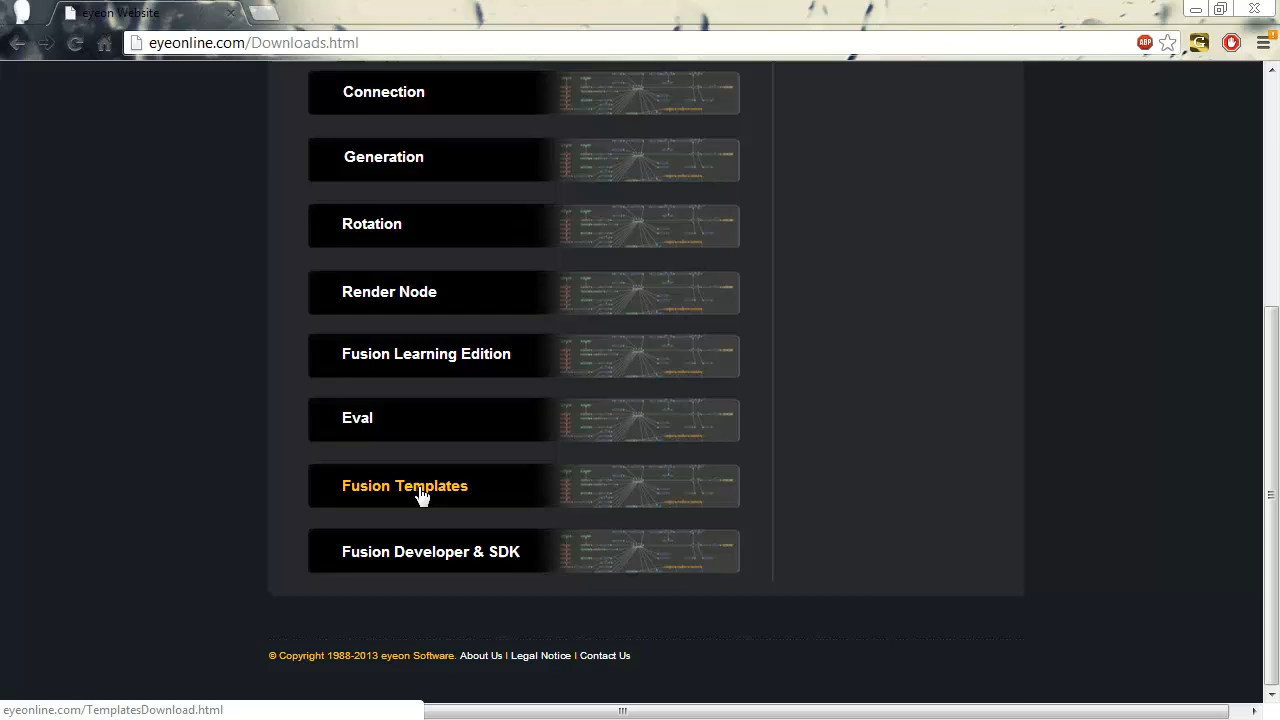 eyeon Website
eyeonline.com/Downloads.html
ABP
G
Connection
Generation
Rotation
Render Node
Eval
Fusion Templates
Fusion Developer & SDK
Learning Edition
© Copyright 1988-2013 eyeon Software. About Us | Legal Notice | Contact Us
eyeonline.com/TemplatesDownload.html